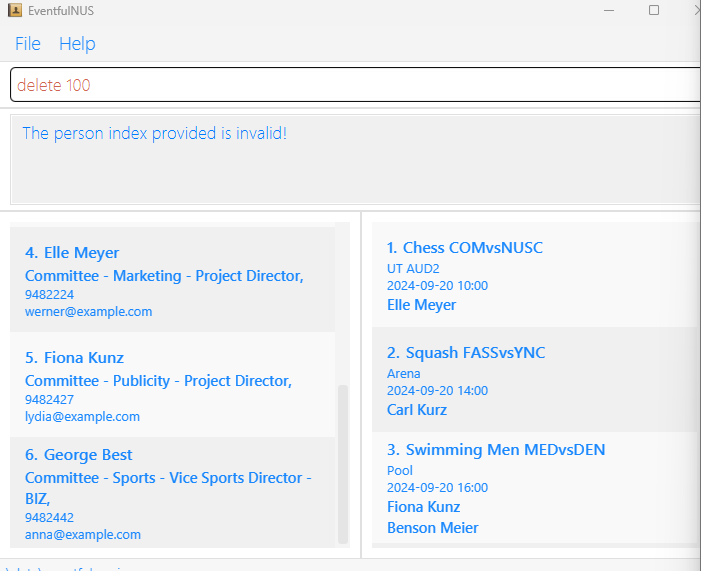 EventfulNUS
File Help
delete 100
The person index provided is invalid!
4. Elle Meyer
Committee - Marketing - Project Director,
9482224
werner@example.com
5. Fiona Kunz
Committee - Publicity - Project Director,
9482427
lydia@example.com
6. George Best
Committee - Sports - Vice Sports Director -
BIZ,
9482442
anna@example.com
1. Chess COMvsNUSC
UT AUD2
2024-09-20 10:00
Elle Meyer
2. Squash FASSvsYNC
Arena
2024-09-20 14:00
Carl Kurz
3. Swimming Men MEDvsDEN
Pool
2024-09-20 16:00
Fiona Kunz
Benson Meier